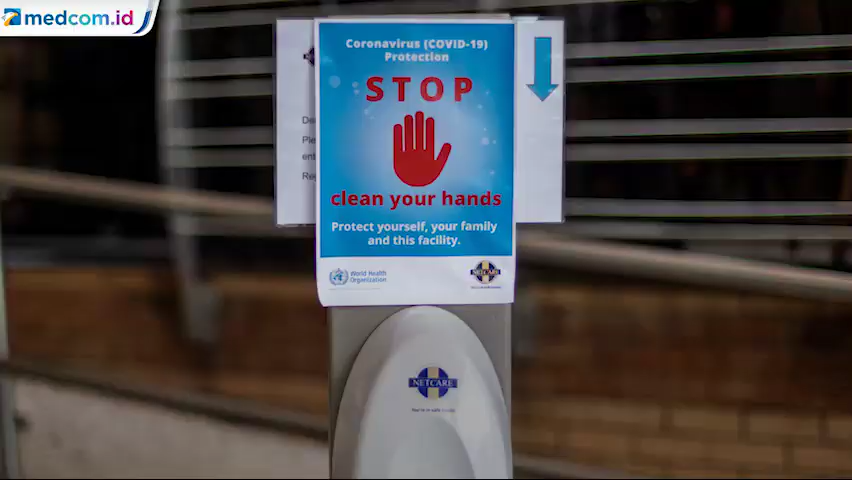 medcom.id
Coronavirus (COVID-19)
Protection
STOP
clean your hands
Protect yourself, your family
and this facility.
World Health
Organization
NETCARE
NETCARE